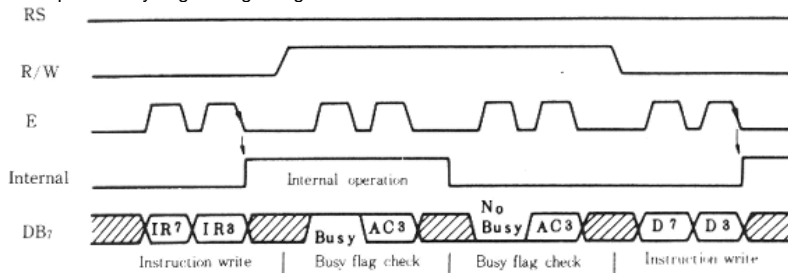 RS
R/W
E
Internal
Internal operation
DB7
IR7 IR3 Busy AC3 No Busy AC3 D7 D3
Instruction write Busy flag check Busy flag check Instruction write